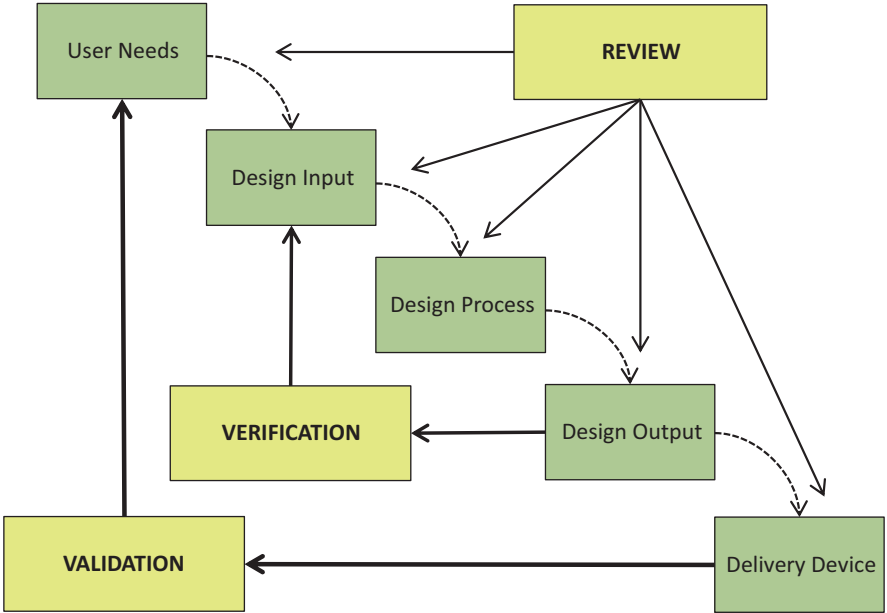 User Needs
REVIEW
Design Input
Design Process
VERIFICATION
Design Output
VALIDATION
Delivery Device